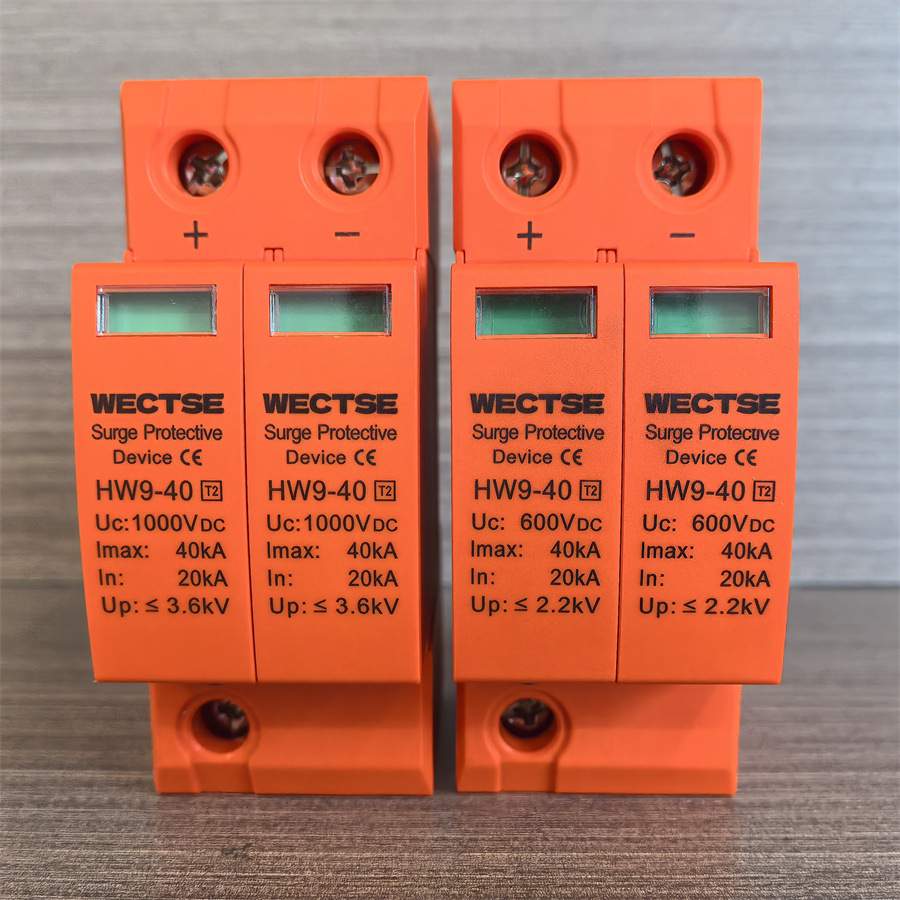 + −
WECTSE
Surge Protective
Device CE
HW9-40 T2
Uc:1000VDC
Imax: 40kA
In: 20kA
Up: ≤ 3.6kV
WECTSE
Surge Protective
Device CE
HW9-40 T2
Uc:1000VDC
Imax: 40kA
In: 20kA
Up: ≤ 3.6kV
+ −
WECTSE
Surge Protective
Device CE
HW9-40 T2
Uc: 600VDC
Imax: 40kA
In: 20kA
Up: ≤ 2.2kV
WECTSE
Surge Protective
Device CE
HW9-40 T2
Uc: 600VDC
Imax: 40kA
In: 20kA
Up: ≤ 2.2kV